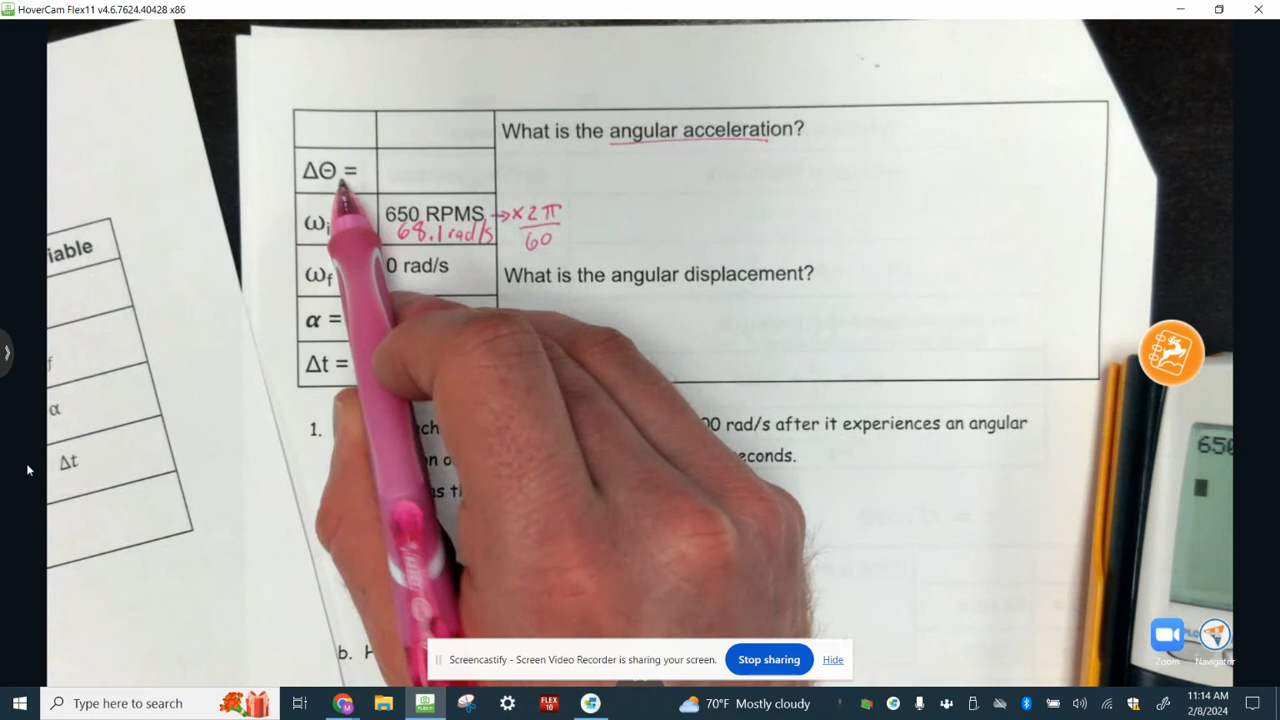 HoverCam Flex11 v4.6.7624.40428 x86
What is the angular acceleration?
ΔΘ =
ωi
650 RPMS → × 2π
68.1 rad/s
60
ωf
0 rad/s
What is the angular displacement?
α =
Δt =
iable
f
α
Δt
1.
00 rad/s after it experiences an angular
econds.
b.
650
Screencastify - Screen Video Recorder is sharing your screen.
Stop sharing
Hide
Zoom
Navigator
Type here to search
FLEX
10
70°F Mostly cloudy
11:14 AM
2/8/2024